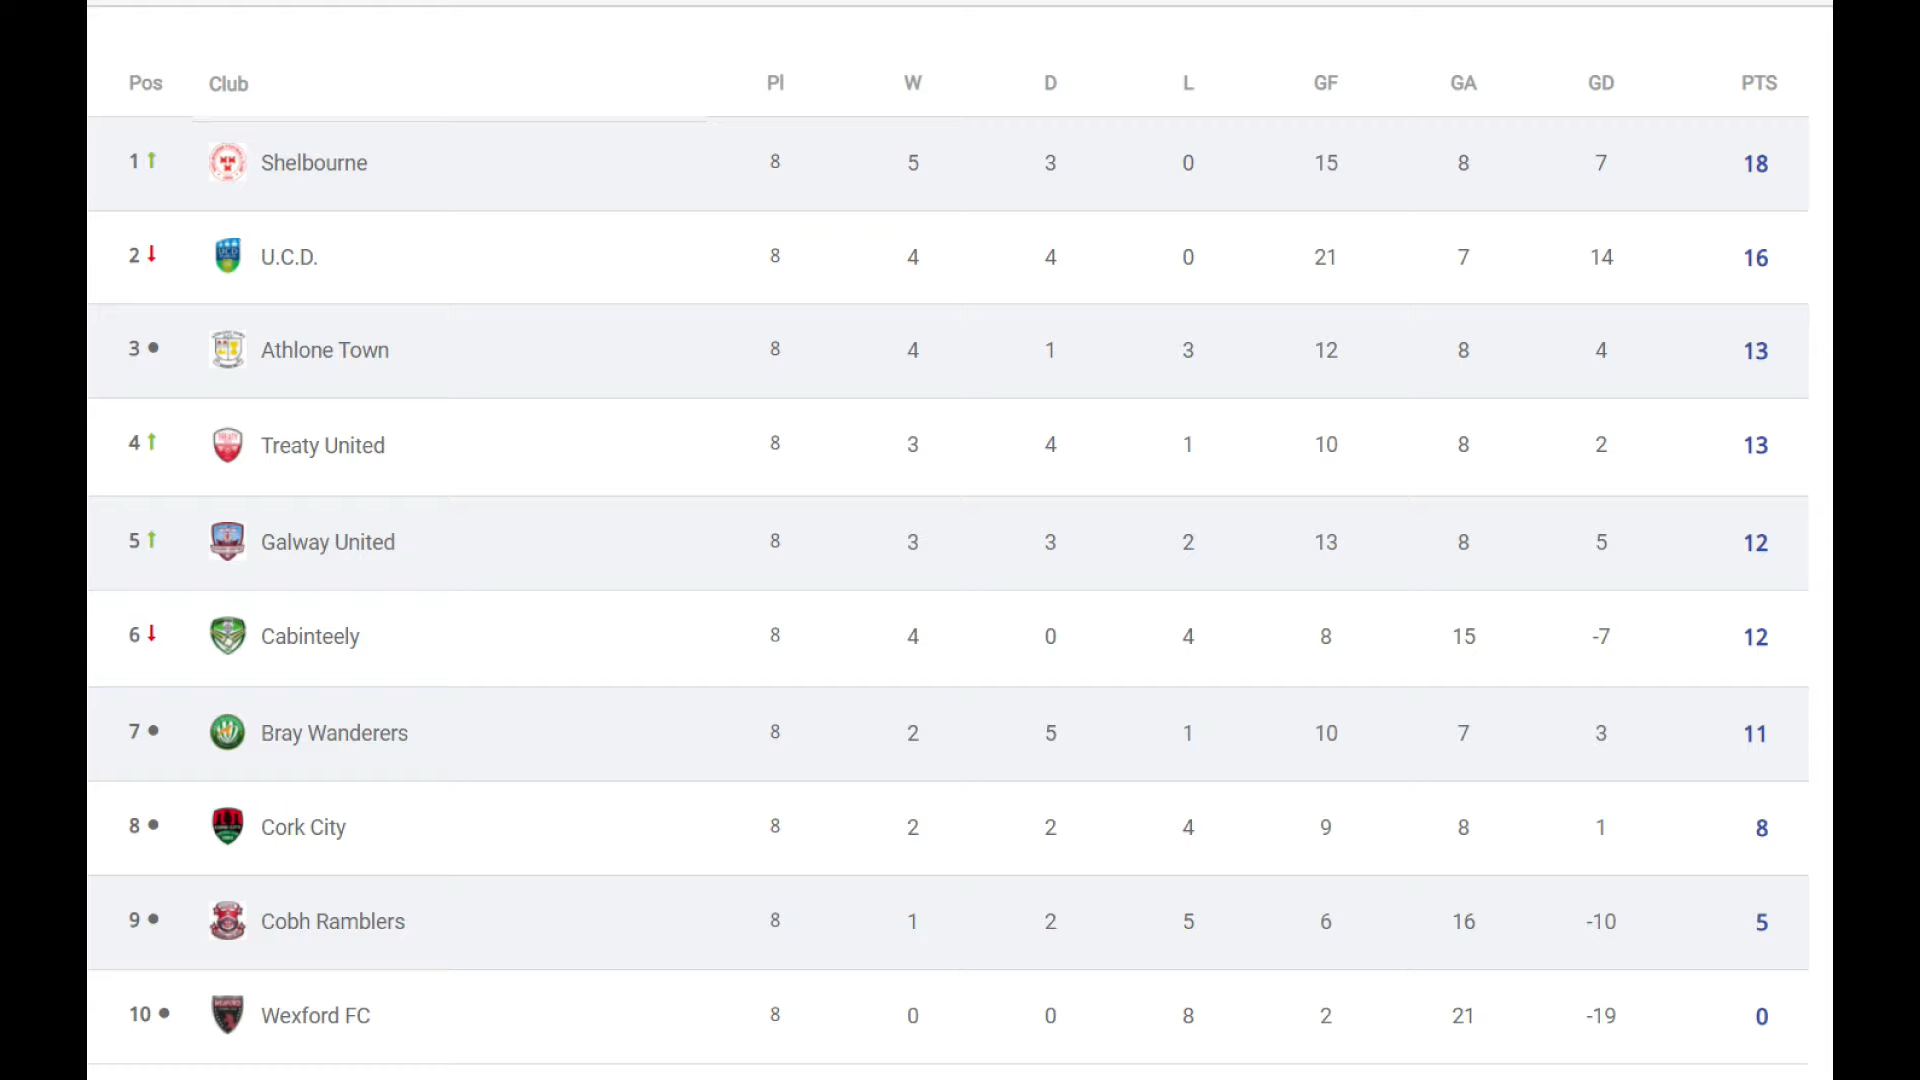 Pos Club Pl W D L GF GA GD PTS
1 Shelbourne 8 5 3 0 15 8 7 18
2 U.C.D. 8 4 4 0 21 7 14 16
3 Athlone Town 8 4 1 3 12 8 4 13
4 Treaty United 8 3 4 1 10 8 2 13
5 Galway United 8 3 3 2 13 8 5 12
6 Cabinteely 8 4 0 4 8 15 -7 12
7 Bray Wanderers 8 2 5 1 10 7 3 11
8 Cork City 8 2 2 4 9 8 1 8
9 Cobh Ramblers 8 1 2 5 6 16 -10 5
10 Wexford FC 8 0 0 8 2 21 -19 0